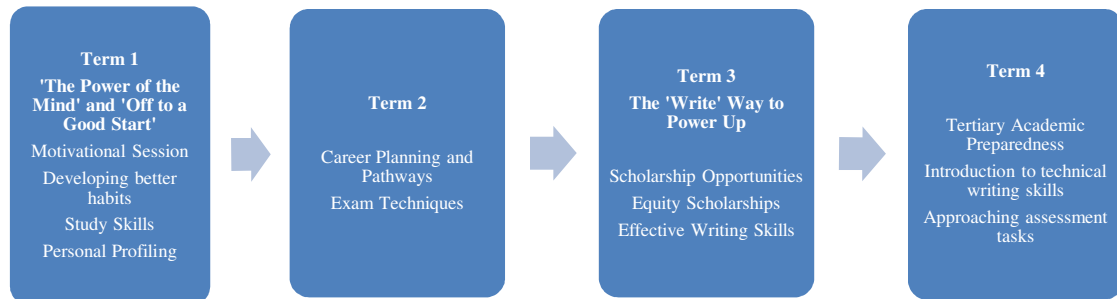 Term 1
'The Power of the
Mind' and 'Off to a
Good Start'
Motivational Session
Developing better
habits
Study Skills
Personal Profiling
Term 2
Career Planning and
Pathways
Exam Techniques
Term 3
The 'Write' Way to
Power Up
Scholarship Opportunities
Equity Scholarships
Effective Writing Skills
Term 4
Tertiary Academic
Preparedness
Introduction to technical
writing skills
Approaching assessment
tasks